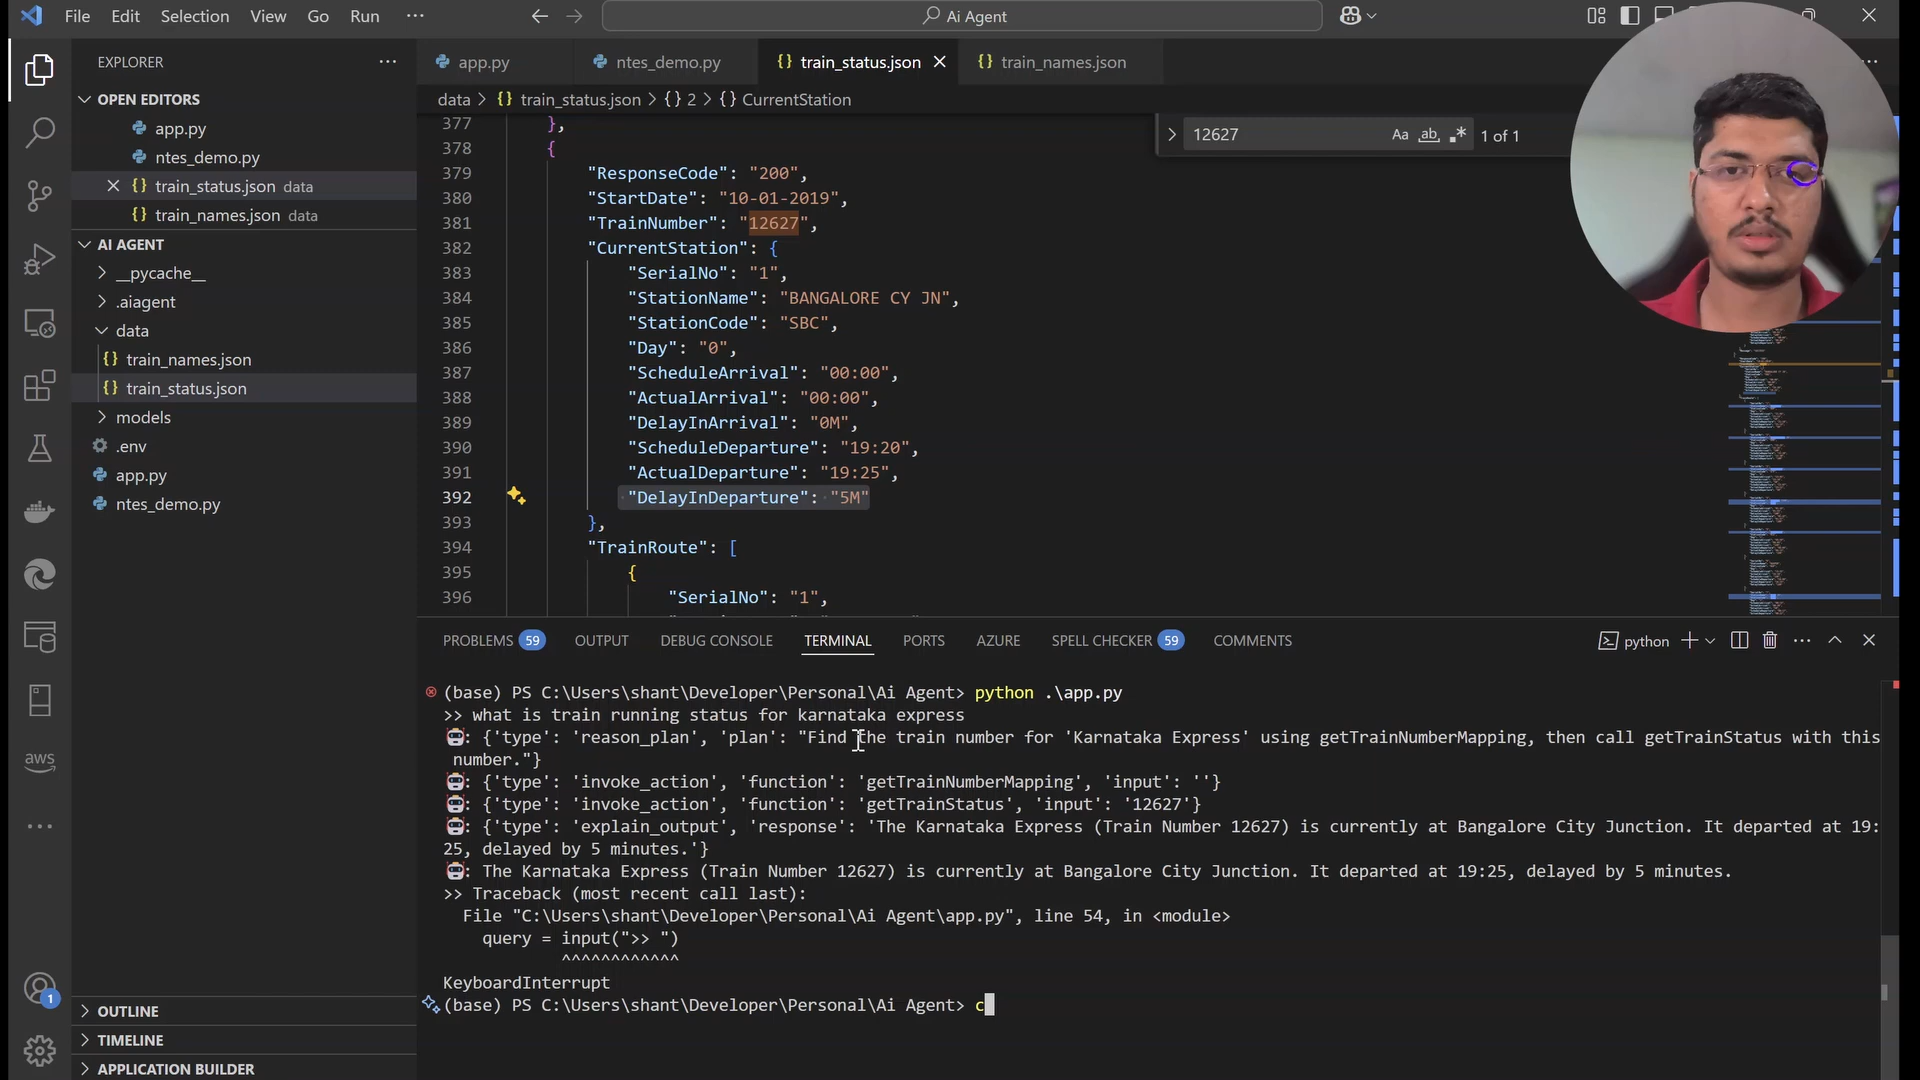 File Edit Selection View Go Run ···
Ai Agent
EXPLORER
OPEN EDITORS
app.py
ntes_demo.py
train_status.json data
train_names.json data
AI AGENT
__pycache__
.aiagent
data
train_names.json
train_status.json
models
.env
app.py
ntes_demo.py
OUTLINE
TIMELINE
APPLICATION BUILDER
aws
1
app.py ntes_demo.py train_status.json train_names.json
data > {} train_status.json > {} 2 > {} CurrentStation
12627 Aa ab 1 of 1
377 },
378 {
379 "ResponseCode": "200",
380 "StartDate": "10-01-2019",
381 "TrainNumber": "12627",
382 "CurrentStation": {
383 "SerialNo": "1",
384 "StationName": "BANGALORE CY JN",
385 "StationCode": "SBC",
386 "Day": "0",
387 "ScheduleArrival": "00:00",
388 "ActualArrival": "00:00",
389 "DelayInArrival": "0M",
390 "ScheduleDeparture": "19:20",
391 "ActualDeparture": "19:25",
392 "DelayInDeparture": "5M"
393 },
394 "TrainRoute": [
395 {
396 "SerialNo": "1",
PROBLEMS 59 OUTPUT DEBUG CONSOLE TERMINAL PORTS AZURE SPELL CHECKER 59 COMMENTS
python
(base) PS C:\Users\shant\Developer\Personal\Ai Agent> python .\app.py
>> what is train running status for karnataka express
: {'type': 'reason_plan', 'plan': "Find the train number for 'Karnataka Express' using getTrainNumberMapping, then call getTrainStatus with this
number."}
: {'type': 'invoke_action', 'function': 'getTrainNumberMapping', 'input': ''}
: {'type': 'invoke_action', 'function': 'getTrainStatus', 'input': '12627'}
: {'type': 'explain_output', 'response': 'The Karnataka Express (Train Number 12627) is currently at Bangalore City Junction. It departed at 19:
25, delayed by 5 minutes.'}
: The Karnataka Express (Train Number 12627) is currently at Bangalore City Junction. It departed at 19:25, delayed by 5 minutes.
>> Traceback (most recent call last):
File "C:\Users\shant\Developer\Personal\Ai Agent\app.py", line 54, in <module>
query = input(">> ")
^^^^^^^^^^^^
KeyboardInterrupt
(base) PS C:\Users\shant\Developer\Personal\Ai Agent> c